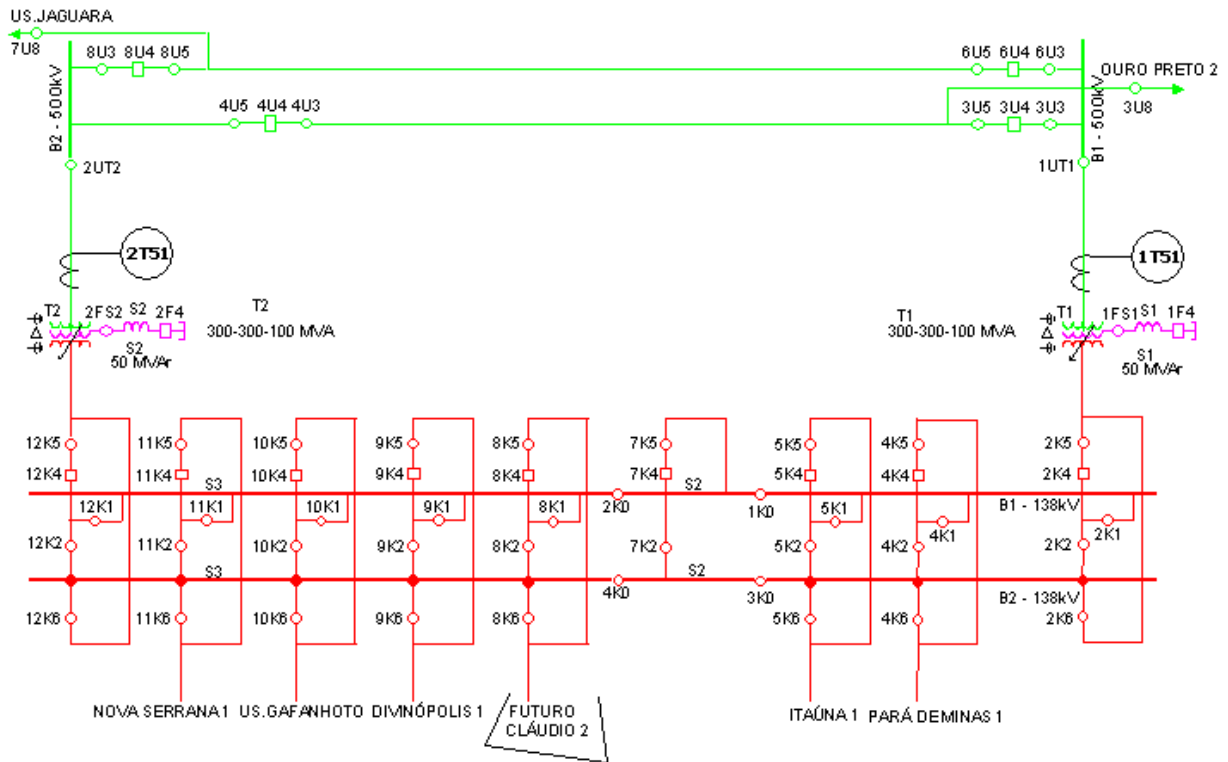 US.JAGUARA
7U8
8U3 8U4 8U5
6U5 6U4 6U3
OURO PRETO 2
3U8
4U5 4U4 4U3
3U5 3U4 3U3
B2 - 500kV
B1 - 500kV
2UT2
1UT1
2T51
1T51
T2 2FS2 S2 2F4
T2
300-300-100 MVA
S2
50 MVAr
T1
300-300-100 MVA
T1 1FS1 S1 1F4
S1
50 MVAr
12K5 11K5 10K5 9K5 8K5 7K5 5K5 4K5 2K5
12K4 11K4 10K4 9K4 8K4 7K4 5K4 4K4 2K4
S3 S2
12K1 11K1 10K1 9K1 8K1 2K0 1K0 5K1 4K1 B1 - 138kV 2K1
12K2 11K2 10K2 9K2 8K2 7K2 5K2 4K2 2K2
S3 S2
4K0 3K0 B2 - 138kV
12K6 11K6 10K6 9K6 8K6 5K6 4K6 2K6
NOVA SERRANA 1 US.GAFANHOTO DIVINÓPOLIS 1 FUTURO
CLÁUDIO 2
ITAÚNA 1 PARÁ DE MINAS 1